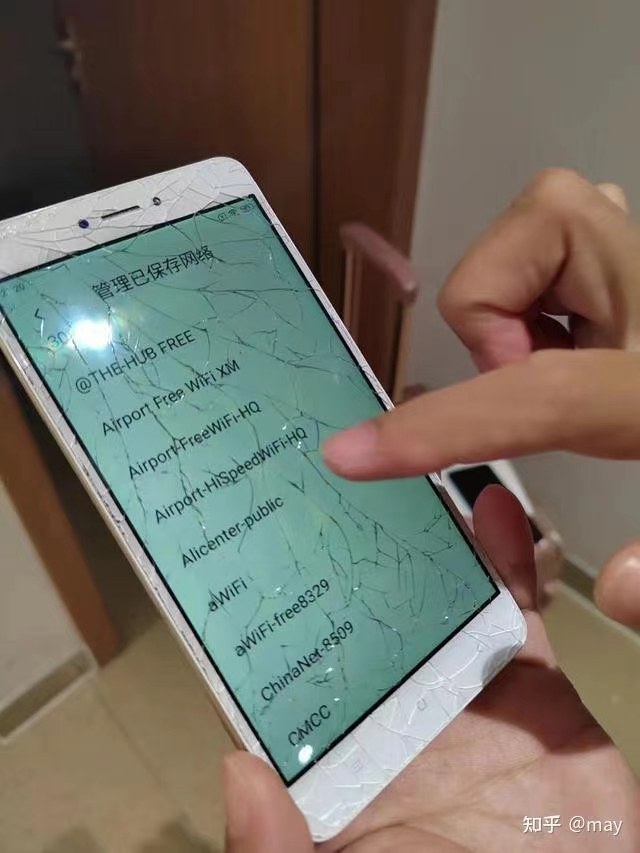 管理已保存网络
@THE-HUB FREE
Airport Free WiFi XM
Airport-FreeWiFi-HQ
Airport-HiSpeedWiFi-HQ
Alicenter-public
aWiFi
aWiFi-free8329
ChinaNet-8509
CMCC
知乎 @may